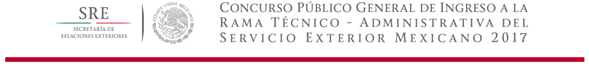 SRE
SECRETARÍA DE
RELACIONES EXTERIORES
CONCURSO PÚBLICO GENERAL DE INGRESO A LA
RAMA TÉCNICO - ADMINISTRATIVA DEL
SERVICIO EXTERIOR MEXICANO 2017